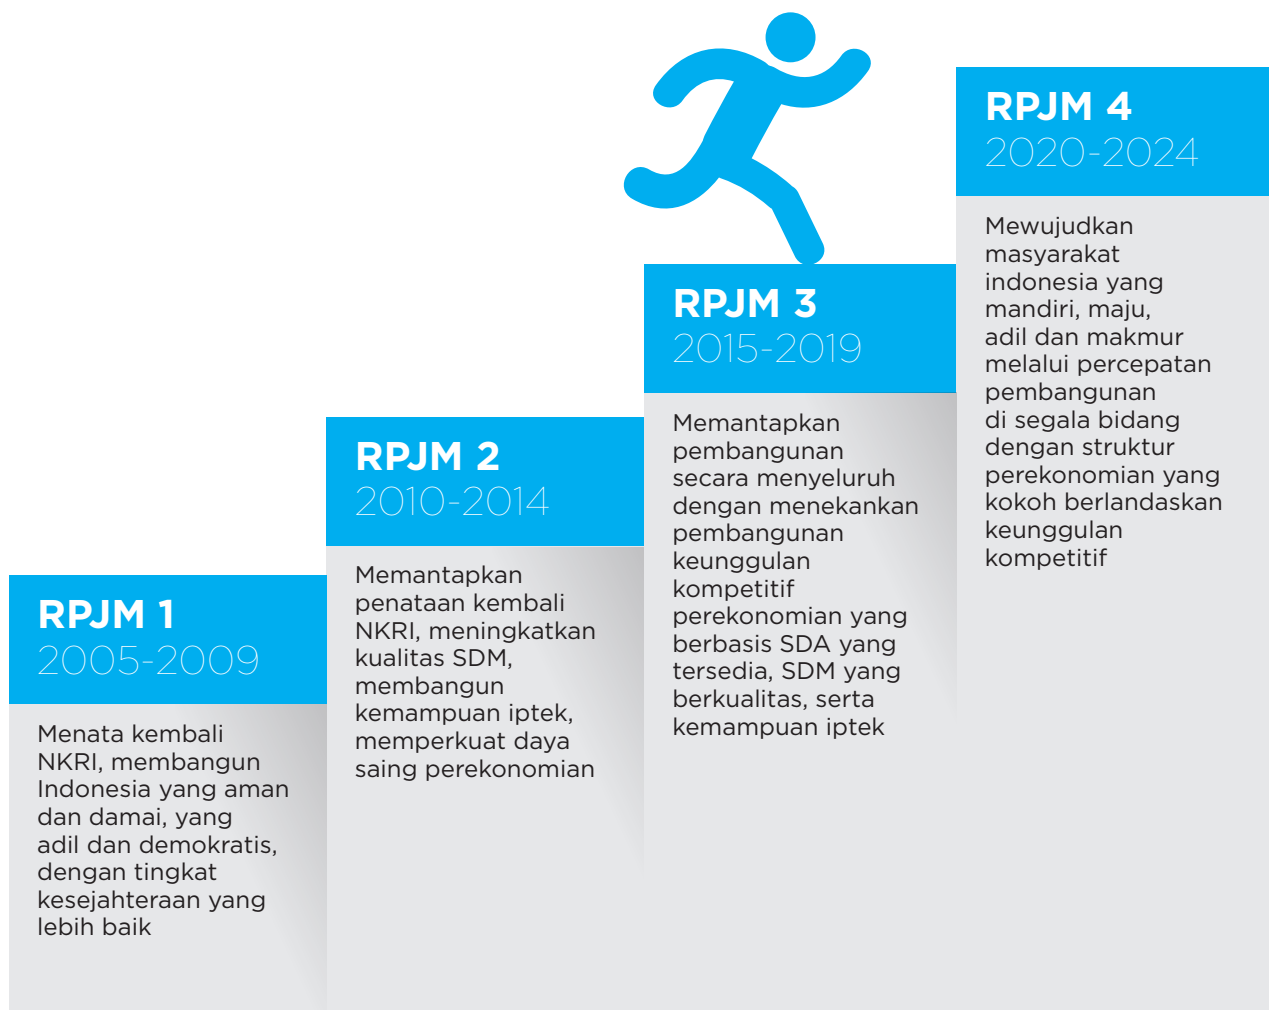 RPJM 1
2005-2009
Menata kembali
NKRI, membangun
Indonesia yang aman
dan damai, yang
adil dan demokratis,
dengan tingkat
kesejahteraan yang
lebih baik
RPJM 2
2010-2014
Memantapkan
penataan kembali
NKRI, meningkatkan
kualitas SDM,
membangun
kemampuan iptek,
memperkuat daya
saing perekonomian
RPJM 3
2015-2019
Memantapkan
pembangunan
secara menyeluruh
dengan menekankan
pembangunan
keunggulan
kompetitif
perekonomian yang
berbasis SDA yang
tersedia, SDM yang
berkualitas, serta
kemampuan iptek
RPJM 4
2020-2024
Mewujudkan
masyarakat
indonesia yang
mandiri, maju,
adil dan makmur
melalui percepatan
pembangunan
di segala bidang
dengan struktur
perekonomian yang
kokoh berlandaskan
keunggulan
kompetitif